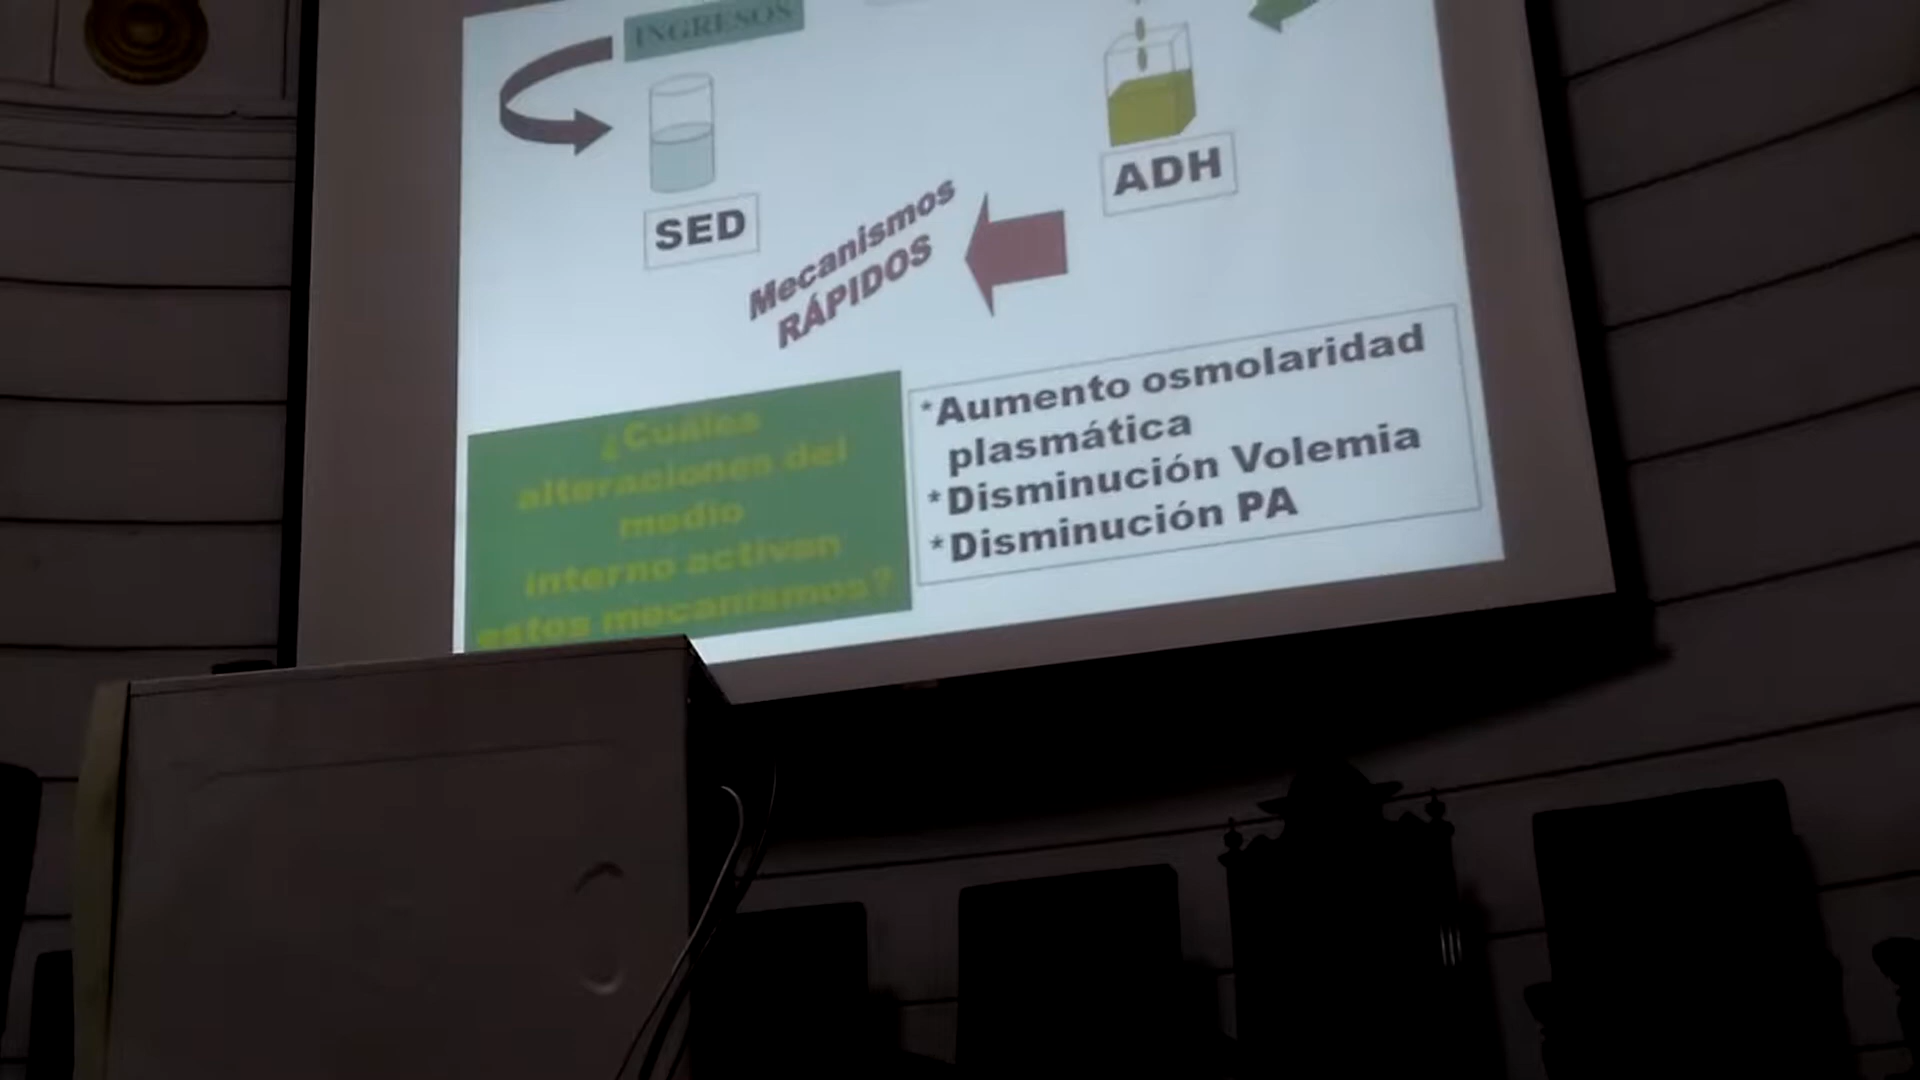 INGRESOS
SED
ADH
Mecanismos
RÁPIDOS
¿Cuáles
alteraciones del
medio
interno activan
estos mecanismos?
*Aumento osmolaridad
plasmática
*Disminución Volemia
*Disminución PA